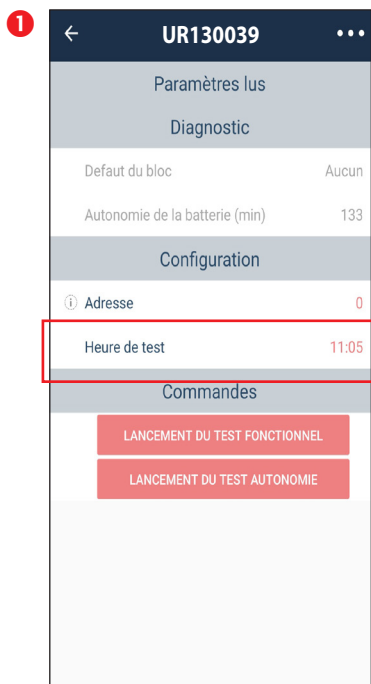 1
UR130039
Paramètres lus
Diagnostic
Defaut du bloc Aucun
Autonomie de la batterie (min) 133
Configuration
Adresse 0
Heure de test 11:05
Commandes
LANCEMENT DU TEST FONCTIONNEL
LANCEMENT DU TEST AUTONOMIE